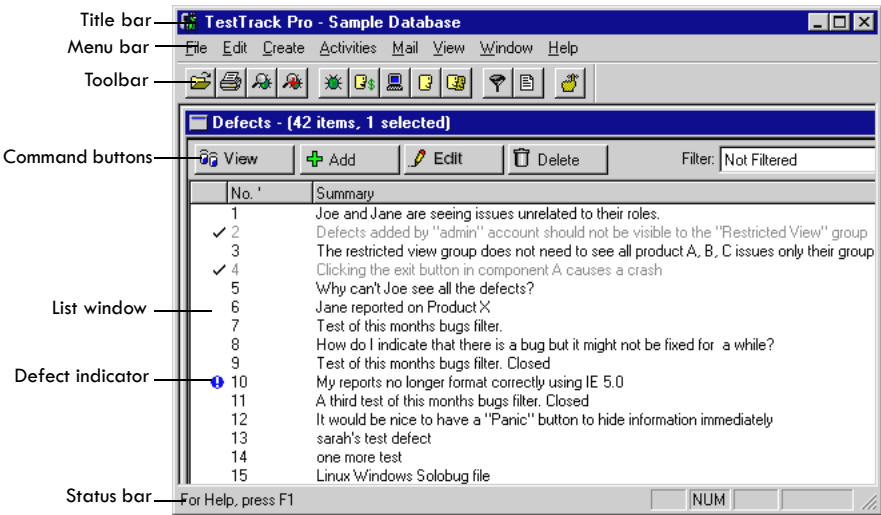 Title bar
TestTrack Pro - Sample Database
Menu bar
File Edit Create Activities Mail View Window Help
Toolbar
Defects - (42 items, 1 selected)
Command buttons
View Add Edit Delete Filter: Not Filtered
No. ' Summary
1 Joe and Jane are seeing issues unrelated to their roles.
2 Defects added by "admin" account should not be visible to the "Restricted View" group
3 The restricted view group does not need to see all product A, B, C issues only their group
4 Clicking the exit button in component A causes a crash
5 Why can't Joe see all the defects?
List window
6 Jane reported on Product X
7 Test of this months bugs filter.
8 How do I indicate that there is a bug but it might not be fixed for a while?
9 Test of this months bugs filter. Closed
Defect indicator
10 My reports no longer format correctly using IE 5.0
11 A third test of this months bugs filter. Closed
12 It would be nice to have a "Panic" button to hide information immediately
13 sarah's test defect
14 one more test
15 Linux Windows Solobug file
Status bar
For Help, press F1 NUM